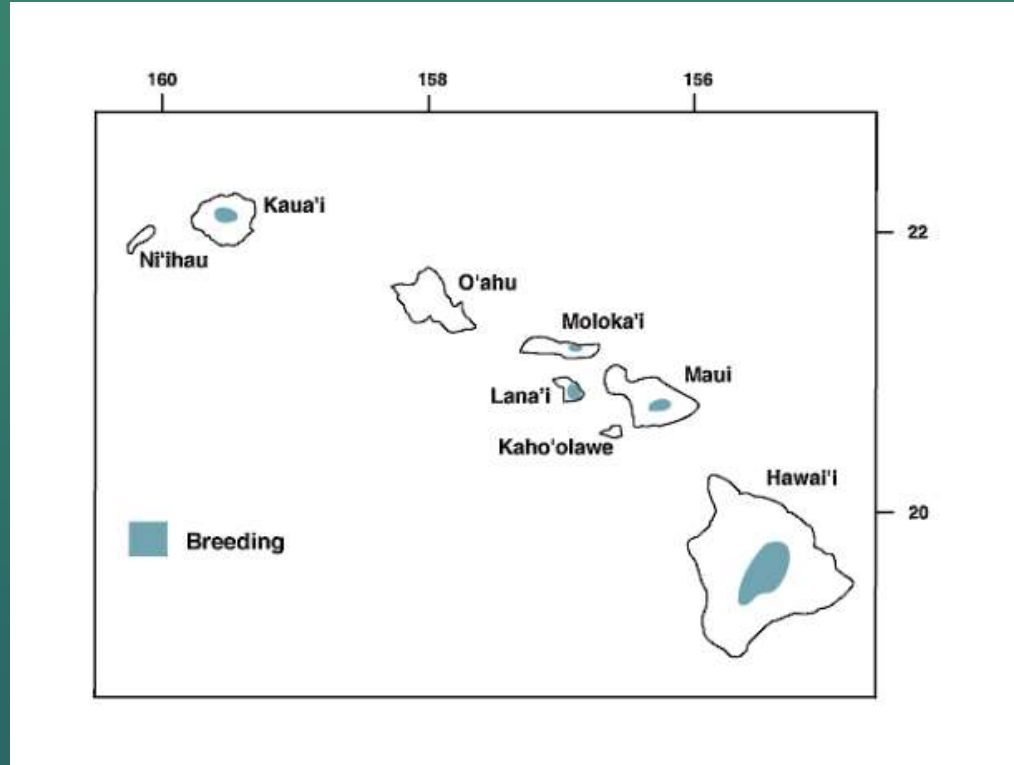 160 158 156
Kaua'i
22
Ni'ihau
O'ahu
Moloka'i
Maui
Lana'i
Kaho'olawe
Hawai'i
20
Breeding